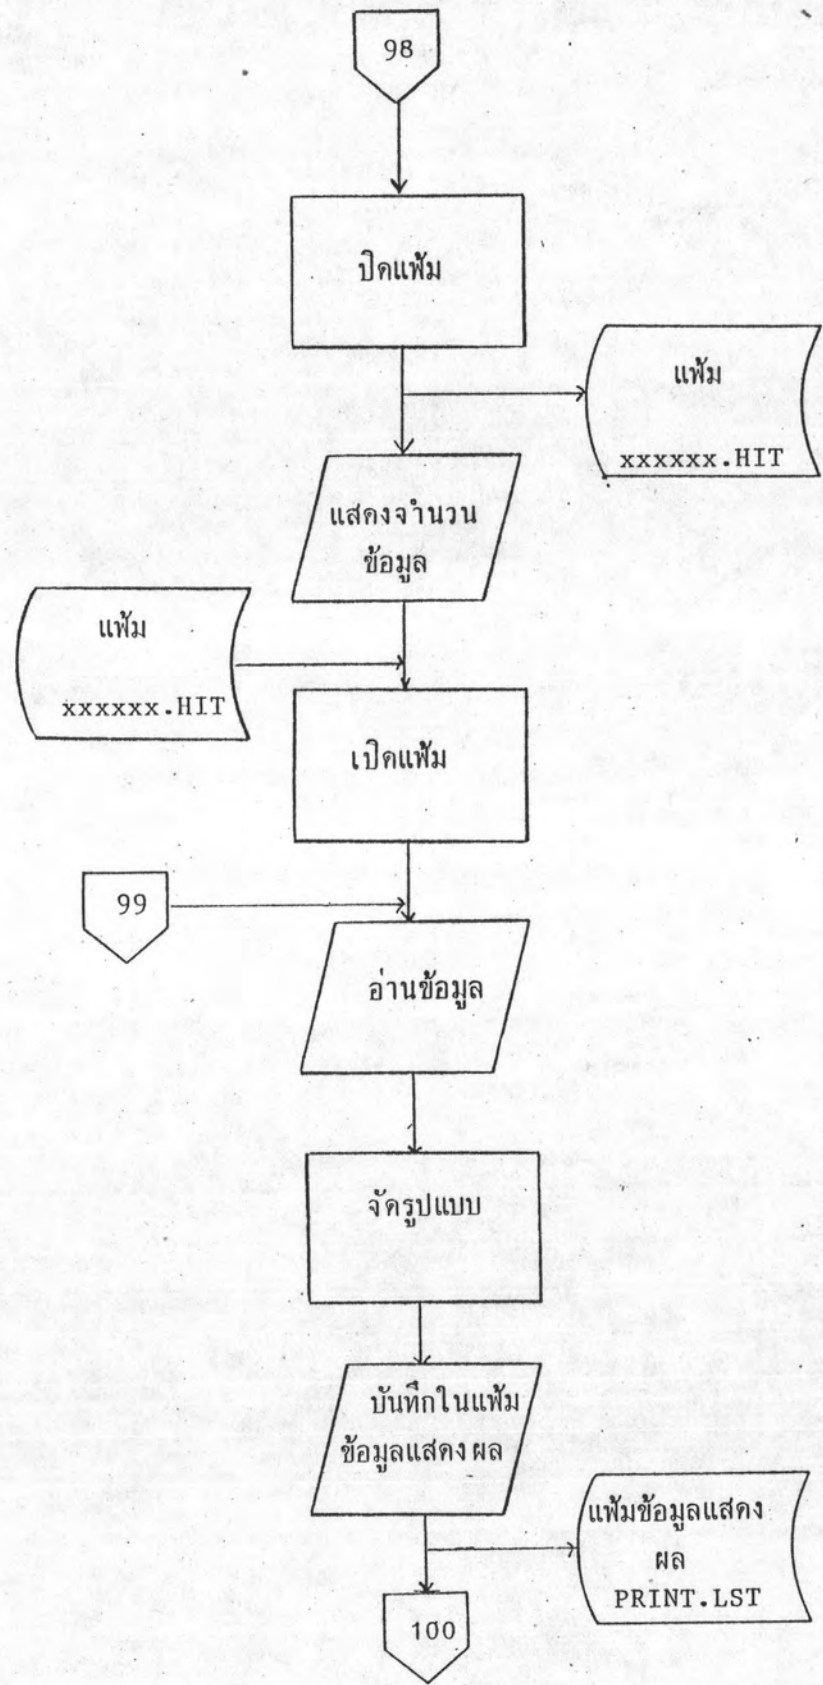 98
ปิดแฟ้ม
แฟ้ม
xxxxxx.HIT
แสดงจำนวน
ข้อมูล
แฟ้ม
xxxxxx.HIT
เปิดแฟ้ม
99
อ่านข้อมูล
จัดรูปแบบ
บันทึกในแฟ้ม
ข้อมูลแสดงผล
แฟ้มข้อมูลแสดง
ผล
PRINT.LST
100